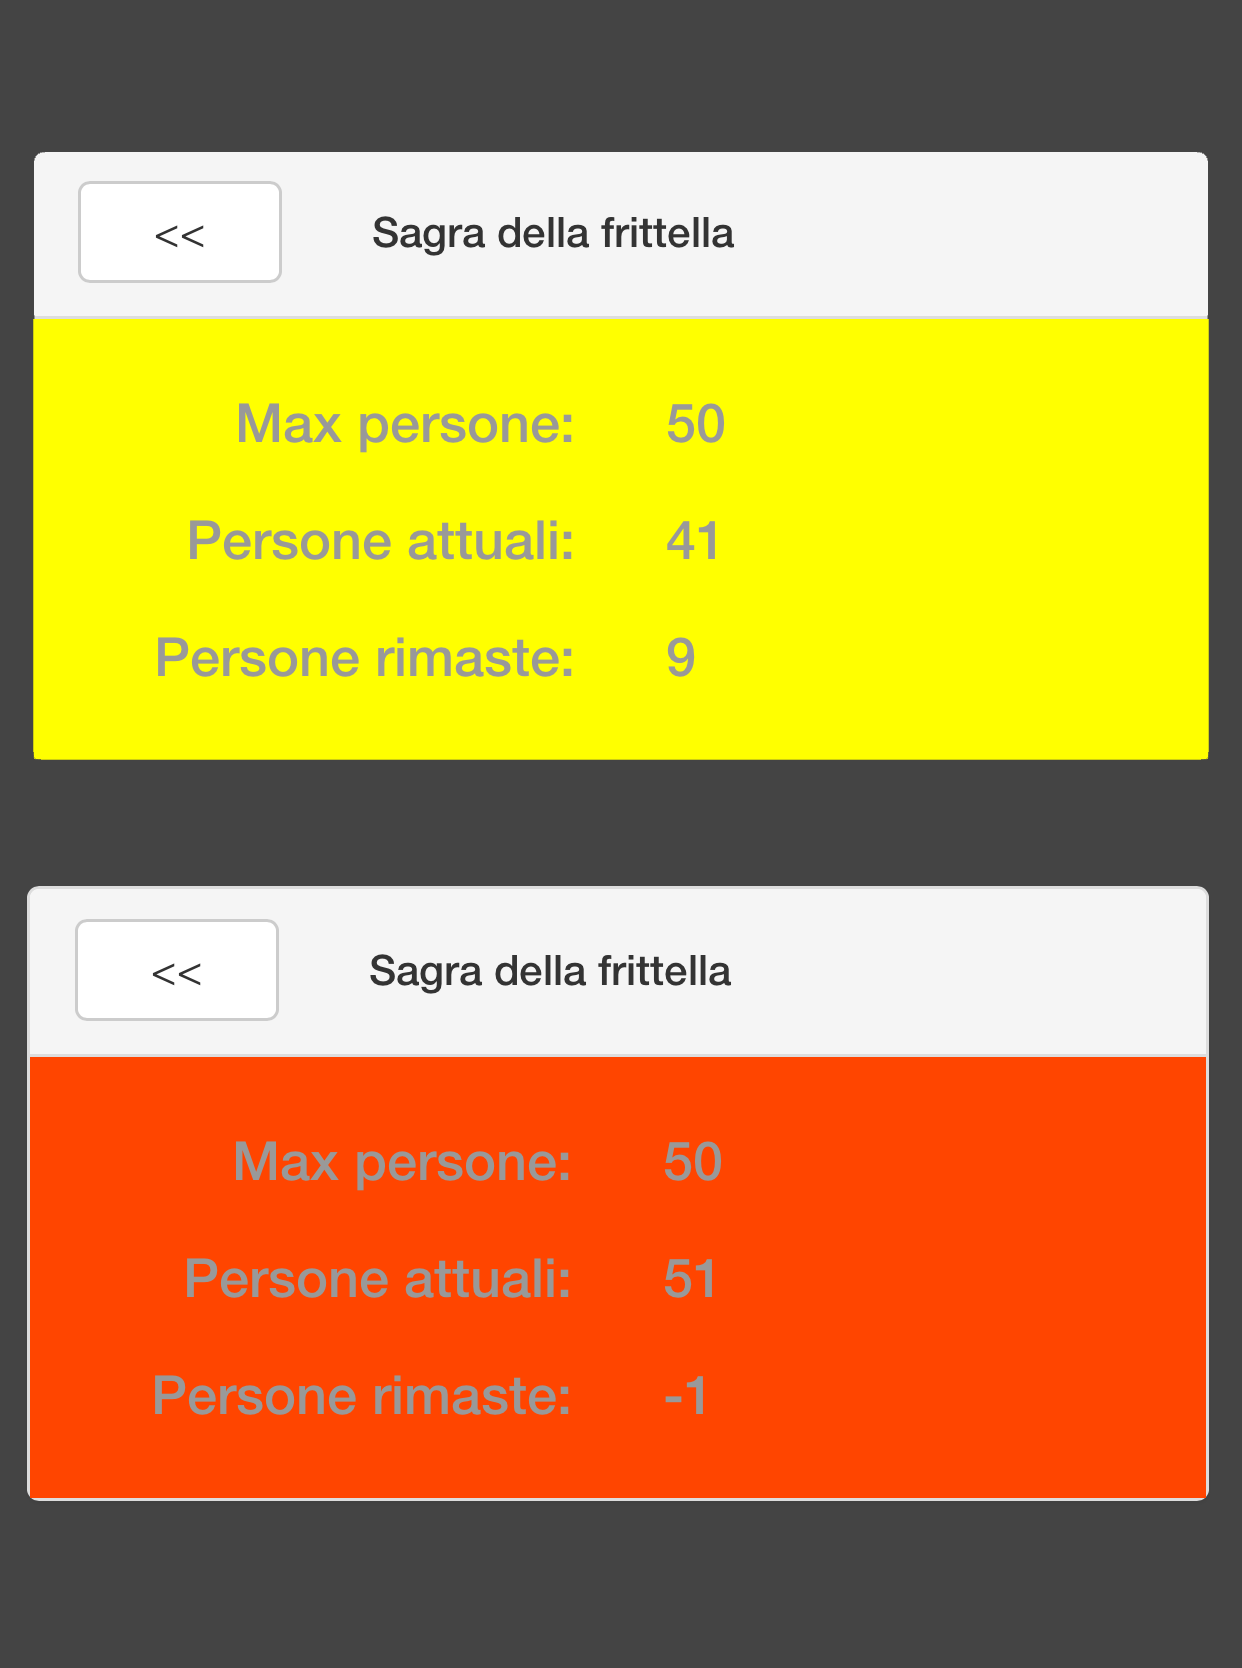 << Sagra della frittella
Max persone: 50
Persone attuali: 41
Persone rimaste: 9
<< Sagra della frittella
Max persone: 50
Persone attuali: 51
Persone rimaste: -1